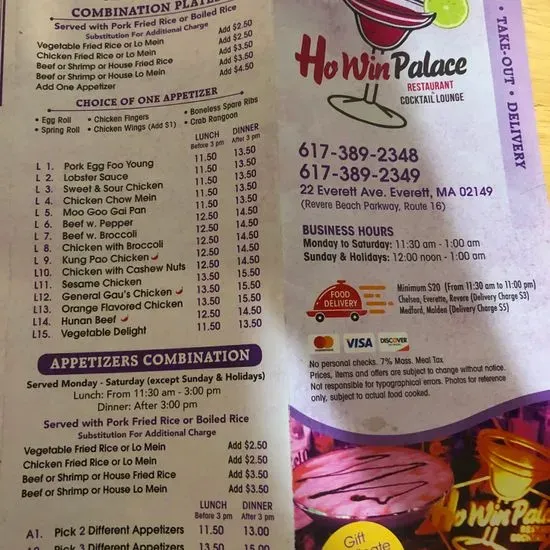 COMBINATION PLATES
Served with Pork Fried Rice or Boiled Rice
Substitution For Additional Charge
Vegetable Fried Rice or Lo Mein Add $2.50
Chicken Fried Rice or Lo Mein Add $2.50
Beef or Shrimp or House Fried Rice Add $3.50
Beef or Shrimp or House Lo Mein Add $3.50
Add One Appetizer Add $4.50
CHOICE OF ONE APPETIZER
• Egg Roll • Chicken Fingers • Boneless Spare Ribs
• Spring Roll • Chicken Wings (Add $1) • Crab Rangoon
LUNCH DINNER
Before 3 pm After 3 pm
L 1. Pork Egg Foo Young 11.50 13.50
L 2. Lobster Sauce 11.50 13.50
L 3. Sweet & Sour Chicken 11.50 13.50
L 4. Chicken Chow Mein 11.50 13.50
L 5. Moo Goo Gai Pan 12.50 14.50
L 6. Beef w. Pepper 12.50 14.50
L 7. Beef w. Broccoli 12.50 14.50
L 8. Chicken with Broccoli 12.50 14.50
L 9. Kung Pao Chicken 12.50 14.50
L10. Chicken with Cashew Nuts 12.50 14.50
L11. Sesame Chicken 13.50 15.50
L12. General Gau's Chicken 13.50 15.50
L13. Orange Flavored Chicken 13.50 15.50
L14. Hunan Beef 12.50 14.50
L15. Vegetable Delight 11.50 13.50
APPETIZERS COMBINATION
Served Monday - Saturday (except Sunday & Holidays)
Lunch: From 11:30 am - 3:00 pm
Dinner: After 3:00 pm
Served with Pork Fried Rice or Boiled Rice
Substitution For Additional Charge
Vegetable Fried Rice or Lo Mein Add $2.50
Chicken Fried Rice or Lo Mein Add $2.50
Beef or Shrimp or House Fried Rice Add $3.50
Beef or Shrimp or House Lo Mein Add $3.50
LUNCH DINNER
Before 3 pm After 3 pm
A1. Pick 2 Different Appetizers 11.50 13.00
Pick 3 Different Appetizers 13.50 15.00
Ho Win Palace
RESTAURANT
COCKTAIL LOUNGE
• TAKE-OUT • DELIVERY
617-389-2348
617-389-2349
22 Everett Ave. Everett, MA 02149
(Revere Beach Parkway, Route 16)
BUSINESS HOURS
Monday to Saturday: 11:30 am - 1:00 am
Sunday & Holidays: 12:00 noon - 1:00 am
FOOD
DELIVERY
Minimum $20 (From 11:30 am to 11:00 pm)
Chelsea, Everette, Revere (Delivery Charge $3)
Medford, Malden (Delivery Charge $5)
mastercard VISA DISCOVER
No personal checks. 7% Mass. Meal Tax
Prices, items and offers are subject to change without notice.
Not responsible for typographical errors. Photos for reference
only, subject to actual food cooked.
Ho Win Palace
Gift